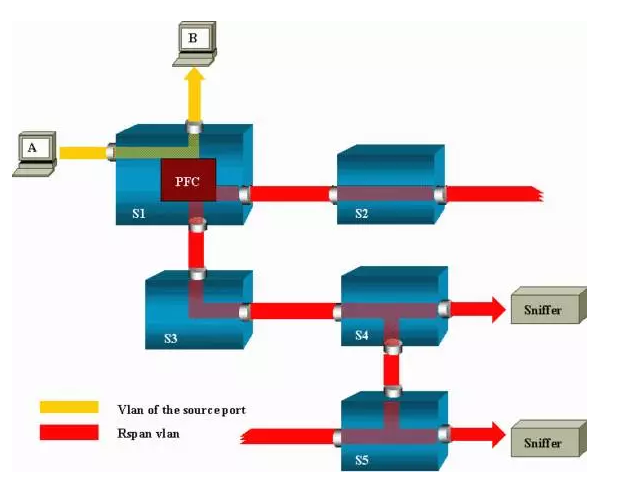 B
A
PFC
S1
S2
S3
S4
Sniffer
Vlan of the source port
Rspan vlan
S5
Sniffer